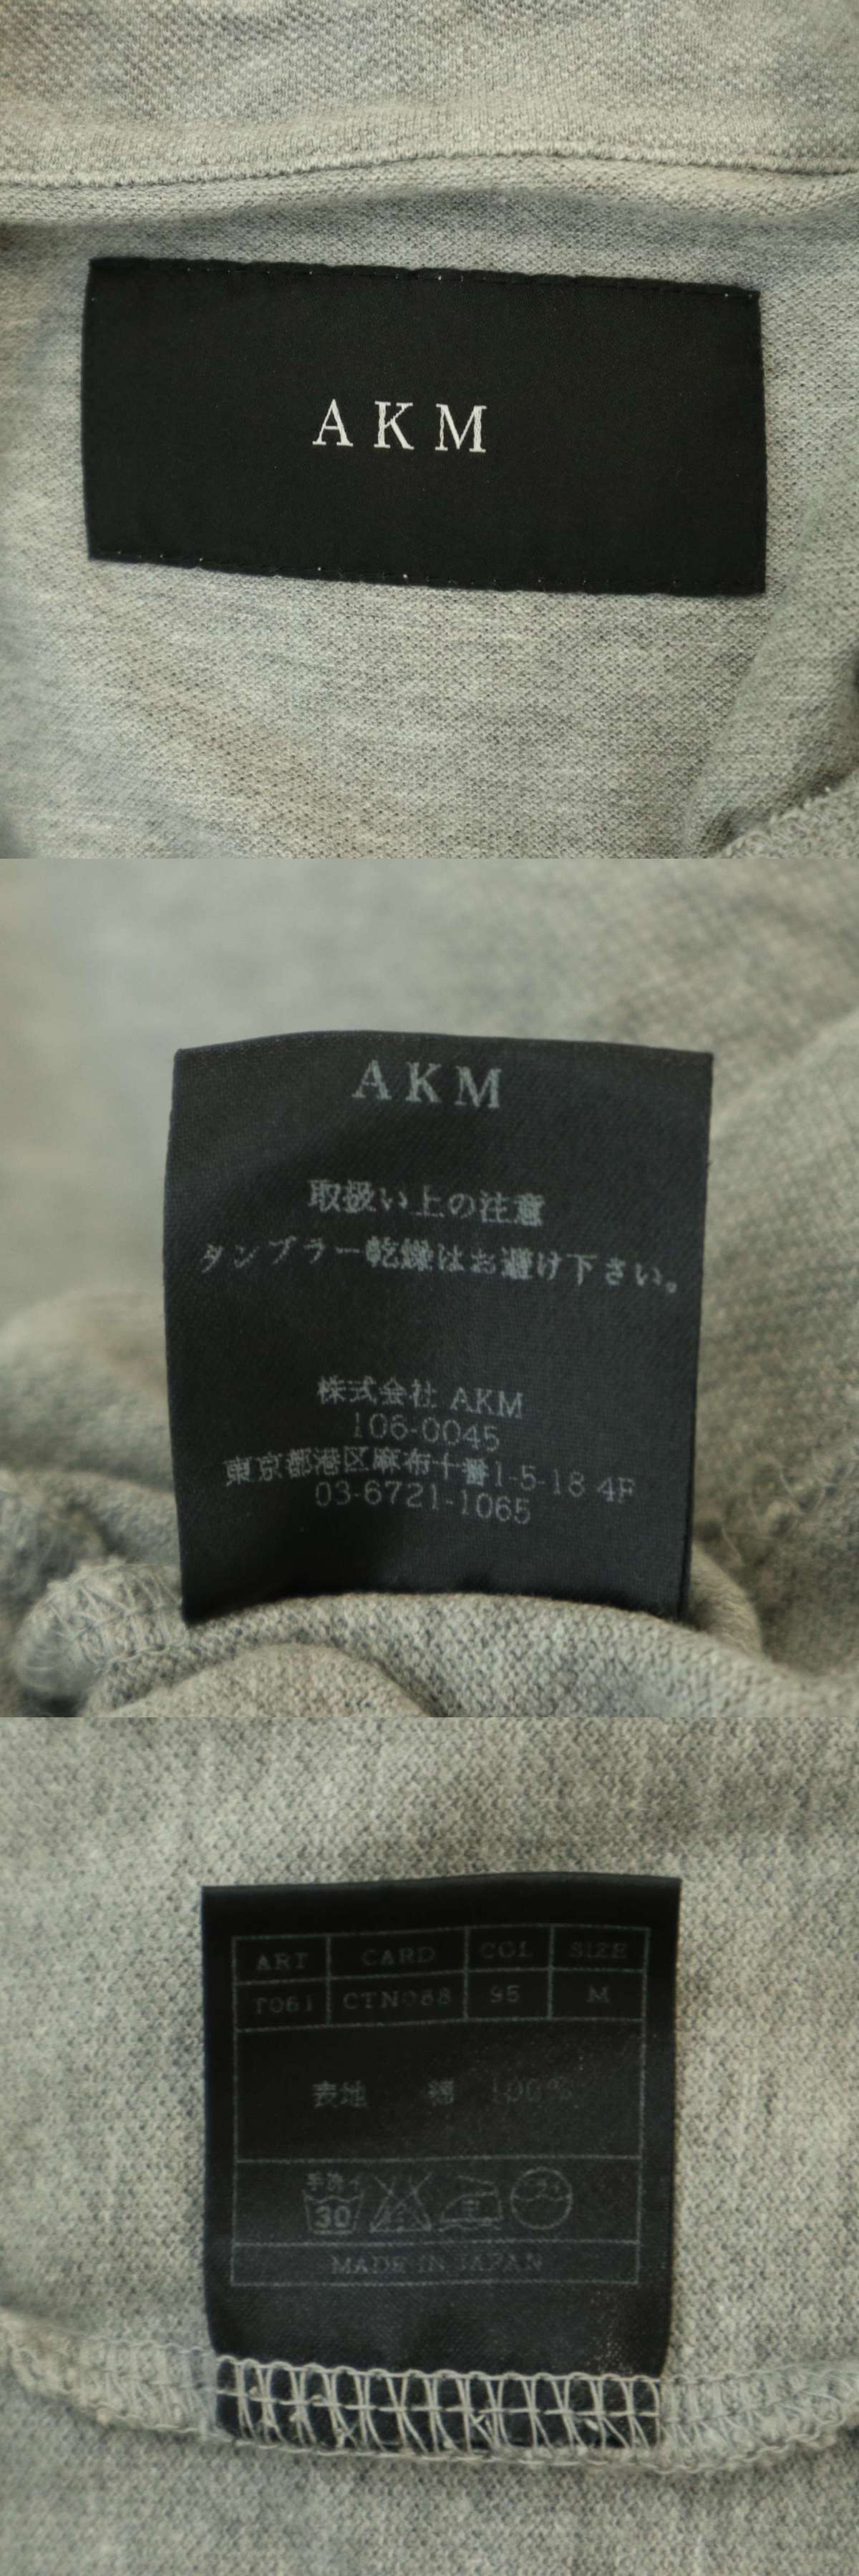 AKM
AKM
取扱い上の注意
タンブラー乾燥はお避け下さい。
株式会社 AKM
106-0045
東京都港区麻布十番1-5-18 4F
03-6721-1065
ART CARD COL SIZE
T061 CTN088 95 M
表地 綿 100%
手洗イ
30
MADE IN JAPAN